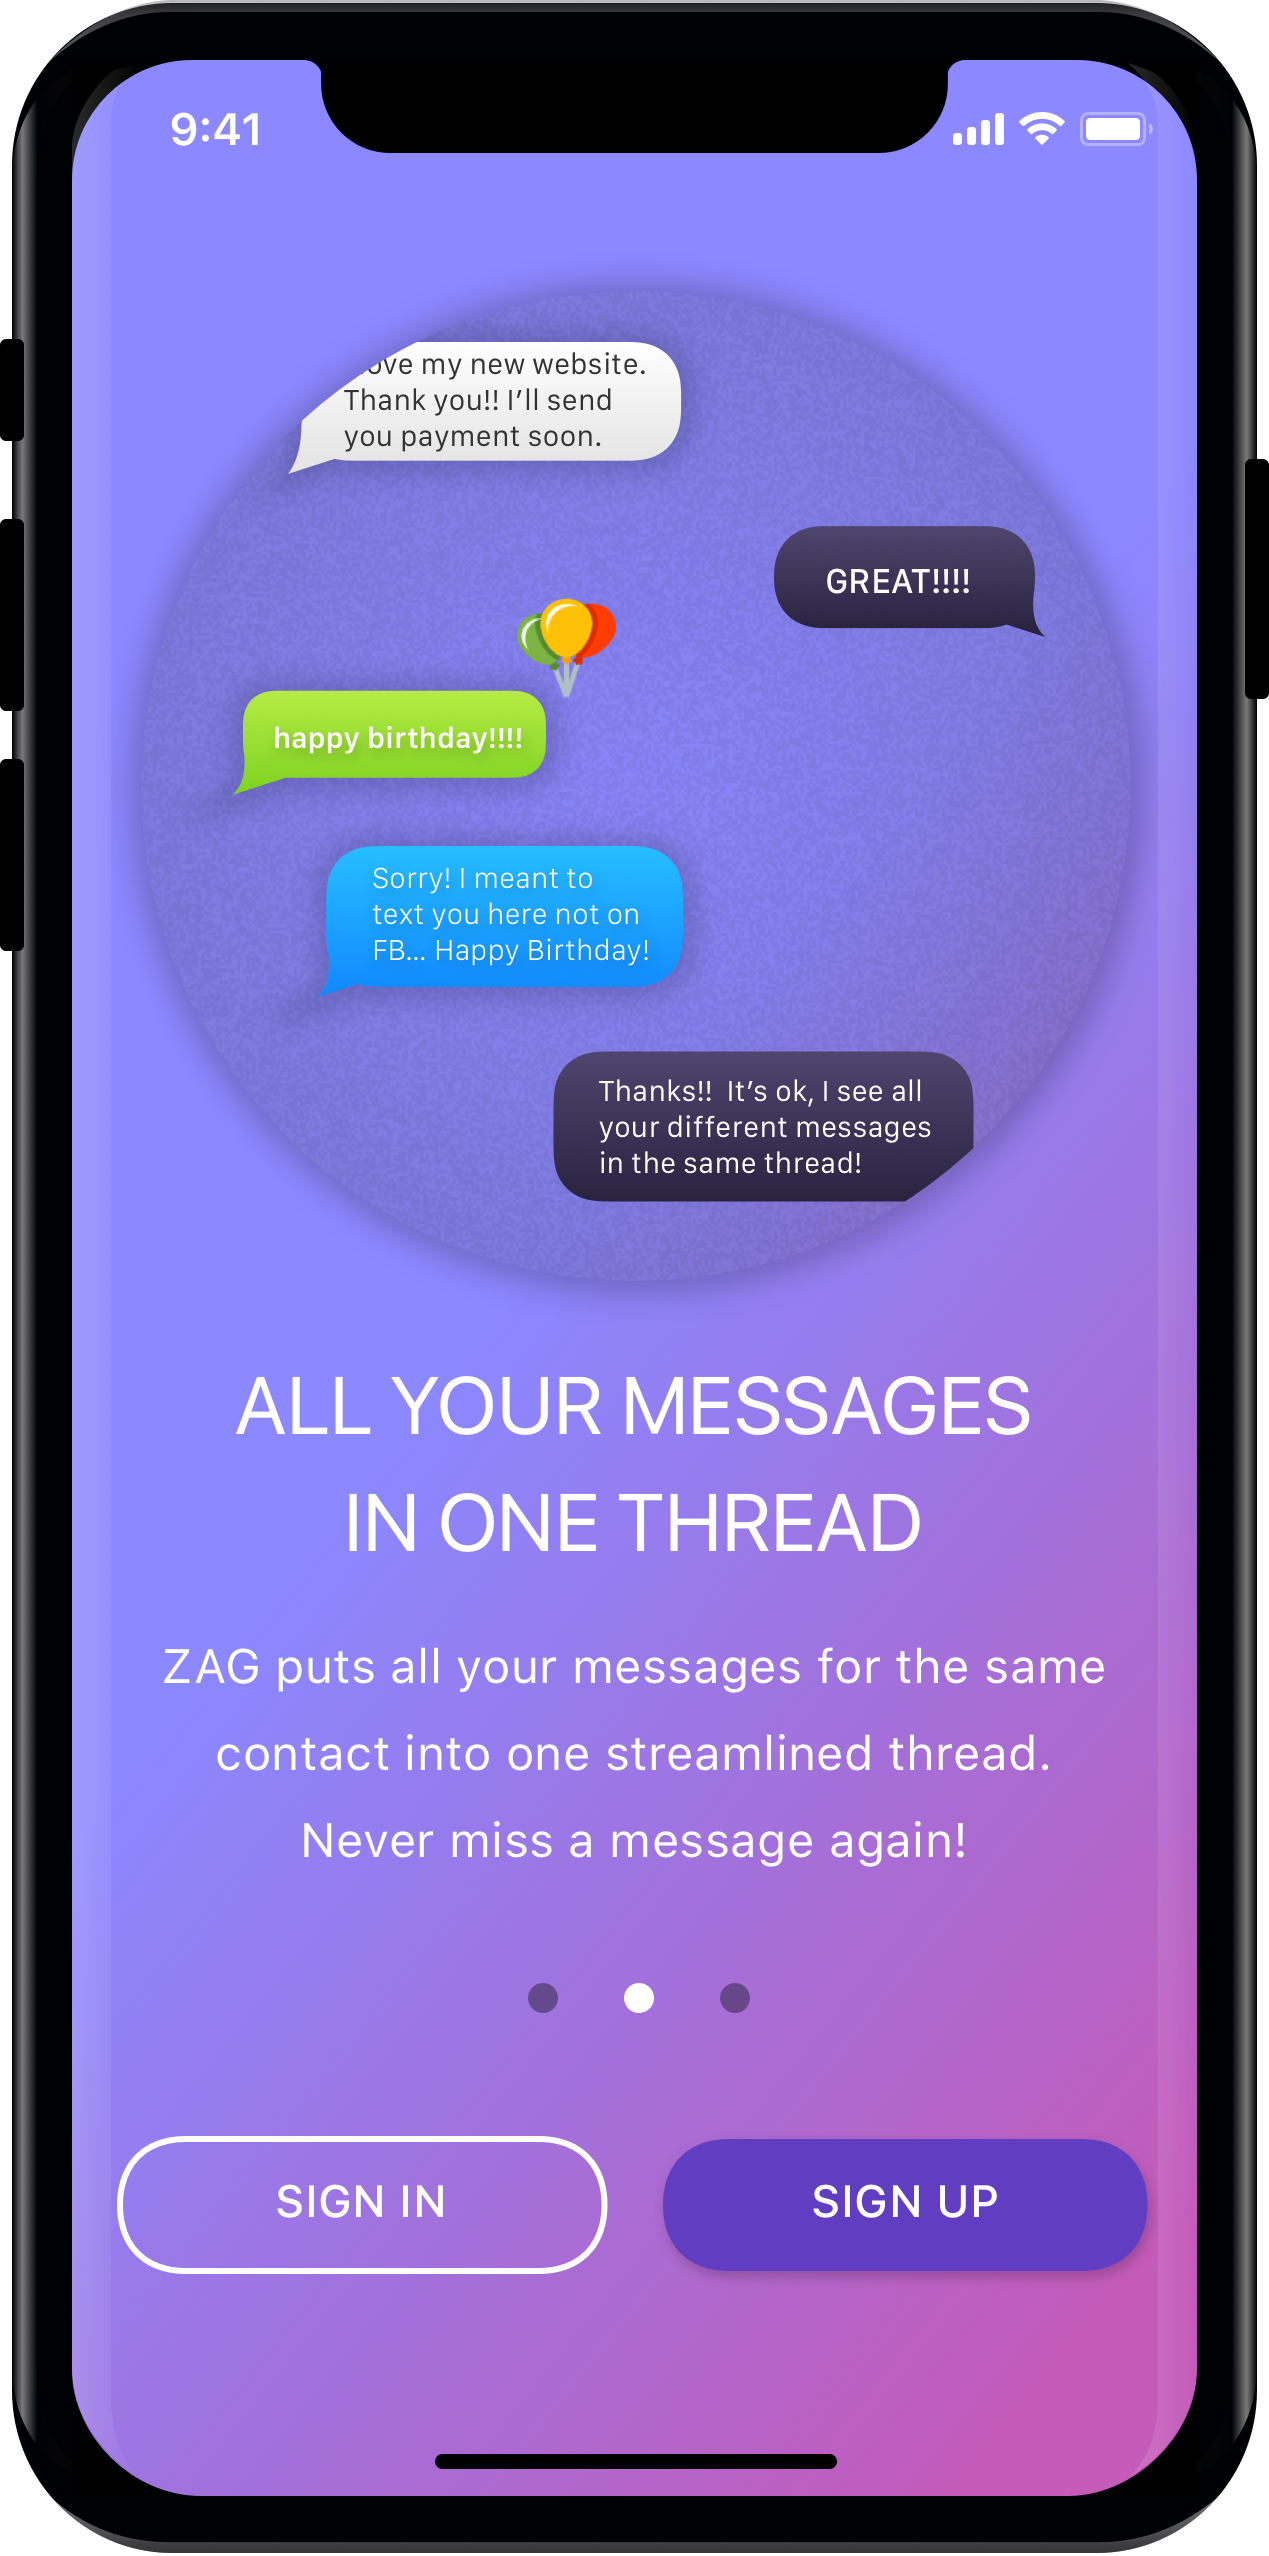 9:41
my new website.
Thank you!! I’ll send
you payment soon.
GREAT!!!!
happy birthday!!!!
Sorry! I meant to
text you here not on
FB... Happy Birthday!
Thanks!!  It’s ok, I see all
your different messages
in the same thread!
ALL YOUR MESSAGES
IN ONE THREAD
ZAG puts all your messages for the same
contact into one streamlined thread.
Never miss a message again!
SIGN IN
SIGN UP